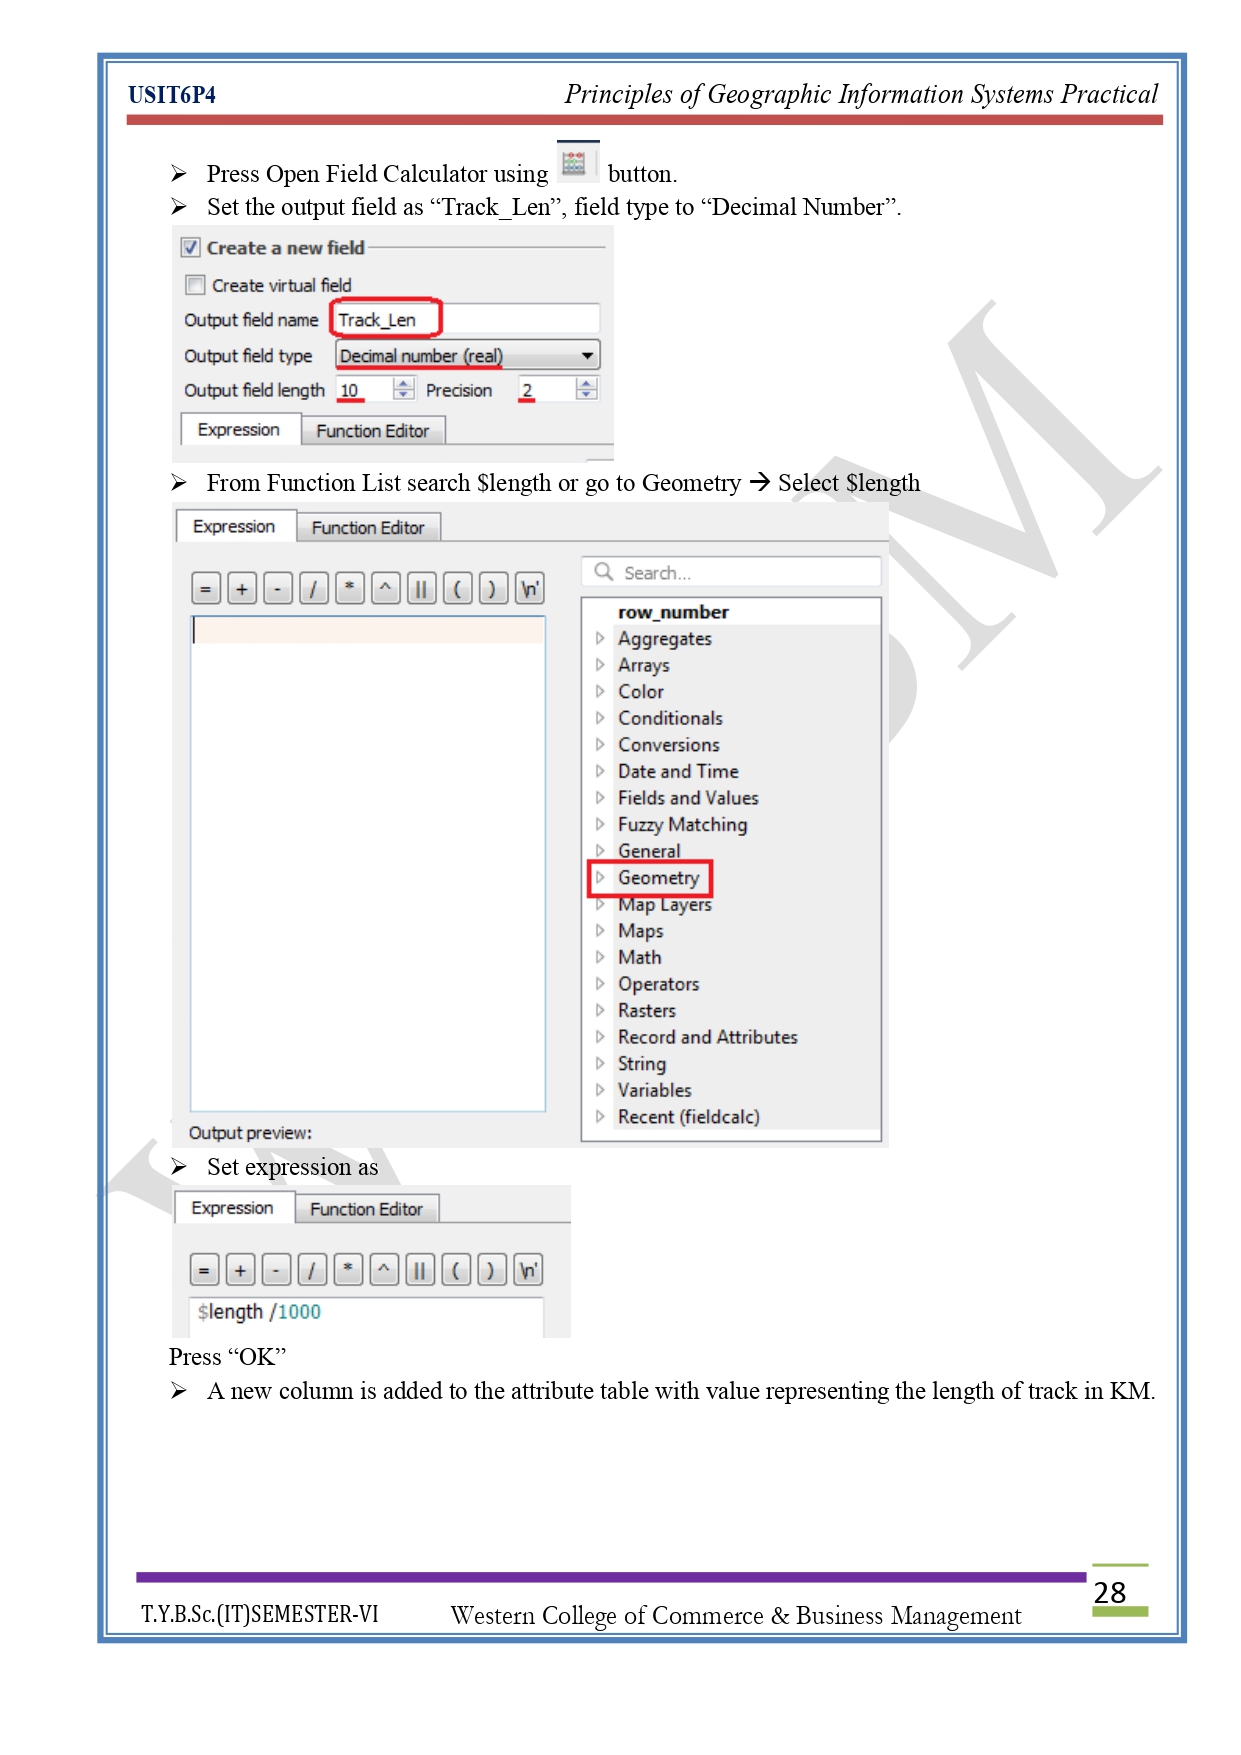 USIT6P4 Principles of Geographic Information Systems Practical
➢ Press Open Field Calculator using button.
➢ Set the output field as “Track_Len”, field type to “Decimal Number”.
Create a new field
Create virtual field
Output field name Track_Len
Output field type Decimal number (real)
Output field length 10 Precision 2
Expression Function Editor
➢ From Function List search $length or go to Geometry → Select $length
Expression Function Editor
= + - / * ^ || ( ) '\n'
Search...
row_number
Aggregates
Arrays
Color
Conditionals
Conversions
Date and Time
Fields and Values
Fuzzy Matching
General
Geometry
Map Layers
Maps
Math
Operators
Rasters
Record and Attributes
String
Variables
Recent (fieldcalc)
Output preview:
➢ Set expression as
Expression Function Editor
= + - / * ^ || ( ) '\n'
$length /1000
Press “OK”
➢ A new column is added to the attribute table with value representing the length of track in KM.
28
T.Y.B.Sc.(IT)SEMESTER-VI Western College of Commerce & Business Management